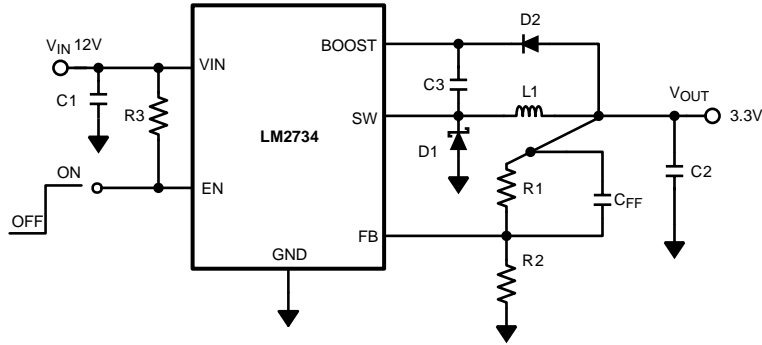 D2
BOOST
V_IN 12V
VIN
C3
L1
V_OUT
C1
R3
SW
3.3V
LM2734
D1
ON
C2
EN
R1
C_FF
OFF
FB
GND
R2